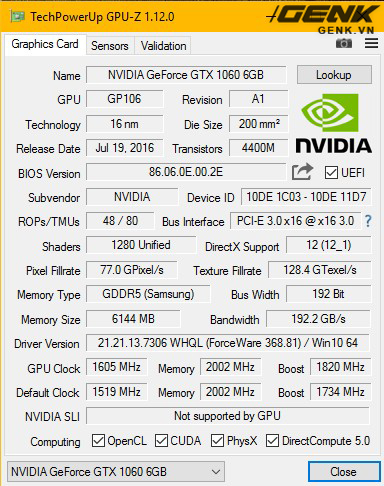 TechPowerUp GPU-Z 1.12.0
GENK
GENK.VN
Graphics Card Sensors Validation
Name NVIDIA GeForce GTX 1060 6GB Lookup
GPU GP106 Revision A1
Technology 16 nm Die Size 200 mm²
Release Date Jul 19, 2016 Transistors 4400M
NVIDIA
BIOS Version 86.06.0E.00.2E UEFI
Subvendor NVIDIA Device ID 10DE 1C03 - 10DE 11D7
ROPs/TMUs 48 / 80 Bus Interface PCI-E 3.0 x16 @ x16 3.0 ?
Shaders 1280 Unified DirectX Support 12 (12_1)
Pixel Fillrate 77.0 GPixel/s Texture Fillrate 128.4 GTexel/s
Memory Type GDDR5 (Samsung) Bus Width 192 Bit
Memory Size 6144 MB Bandwidth 192.2 GB/s
Driver Version 21.21.13.7306 WHQL (ForceWare 368.81) / Win10 64
GPU Clock 1605 MHz Memory 2002 MHz Boost 1820 MHz
Default Clock 1519 MHz Memory 2002 MHz Boost 1734 MHz
NVIDIA SLI Not supported by GPU
Computing OpenCL CUDA PhysX DirectCompute 5.0
NVIDIA GeForce GTX 1060 6GB Close